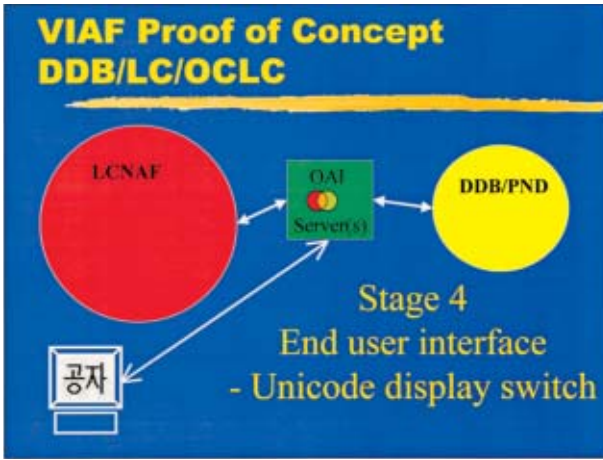 VIAF Proof of Concept
DDB/LC/OCLC
LCNAF
OAI
Server(s)
DDB/PND
Stage 4
End user interface
- Unicode display switch
공자